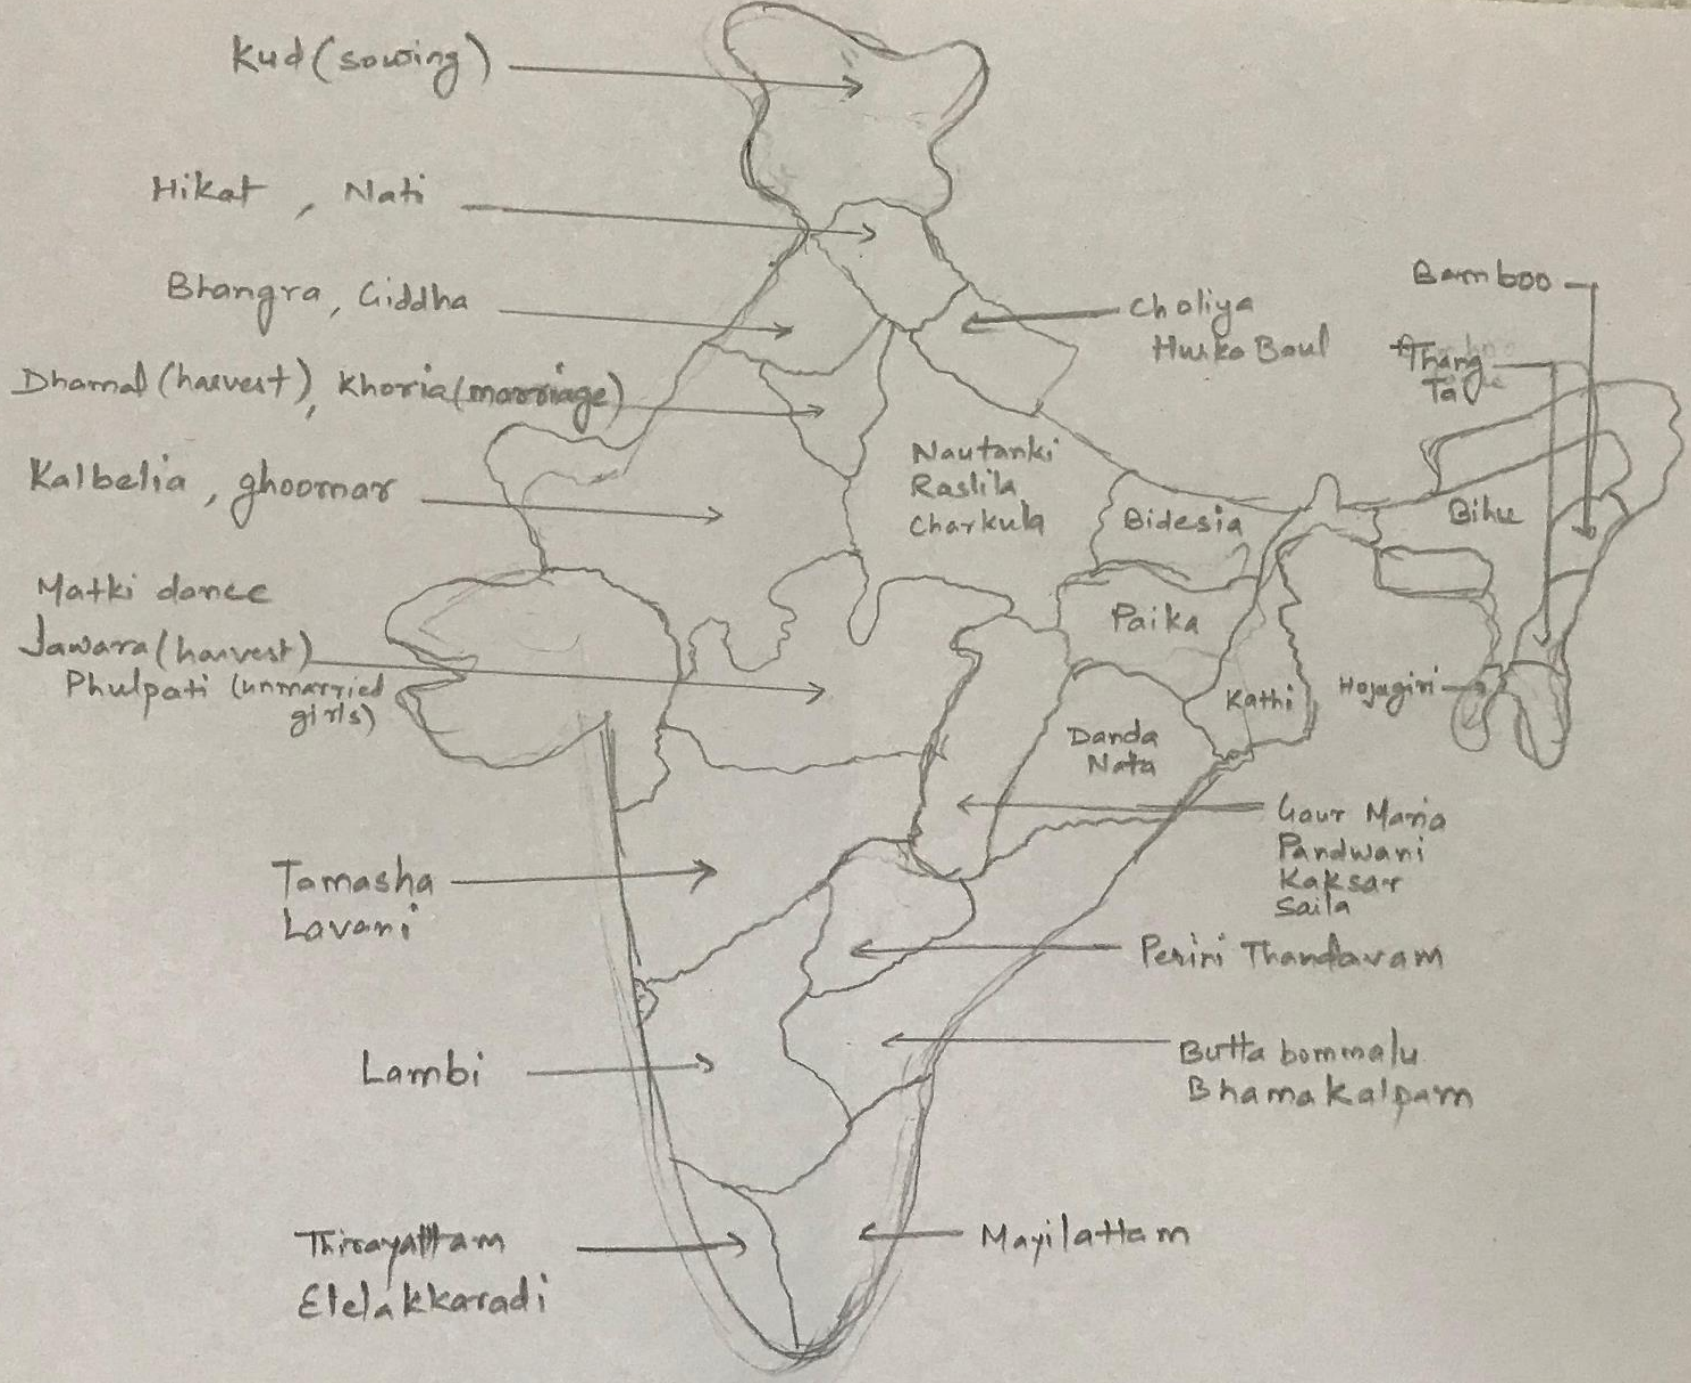 Kud (sowing)
Hikat , Nati
Bhangra, Giddha
Dhamal (harvest), Khoria (marriage)
Kalbelia , ghoomar
Matki dance
Jawara (harvest)
Phulpati (unmarried
girls)
Tamasha
Lavani
Lambi
Thirayattam
Elelakkaradi
Choliya
Hurka Baul
Bamboo
Thang
Ta
Nautanki
Raslila
Charkula
Bidesia
Bihu
Paika
Kathi
Hojagiri
Danda
Nata
Gaur Maria
Pandwani
Kaksar
Saila
Perini Thandavam
Butta bommalu
Bhamakalpam
Mayilattam